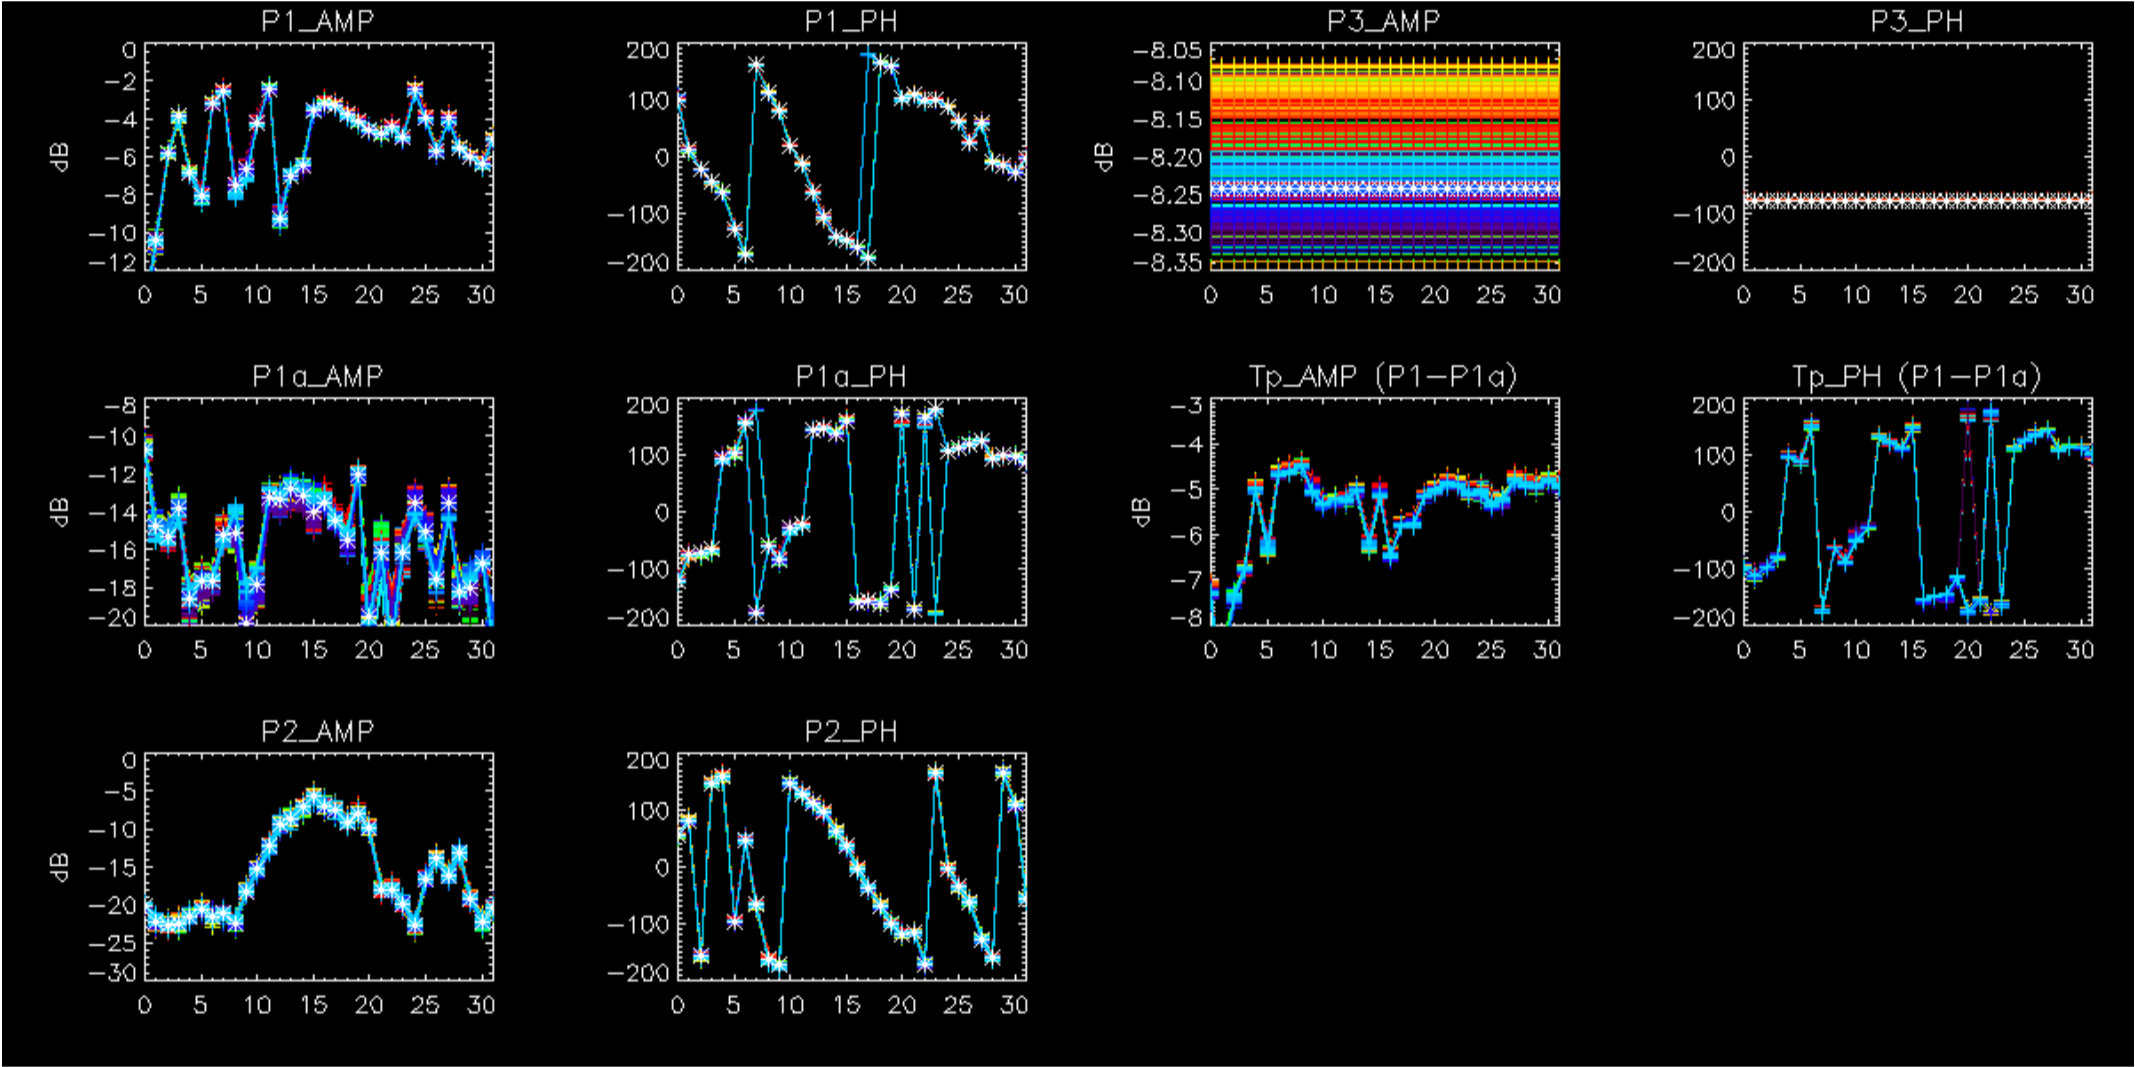 P1_AMP
P1_PH
P3_AMP
P3_PH
dB
0
-2
-4
-6
-8
-10
-12
0 5 10 15 20 25 30
200
100
0
-100
-200
0 5 10 15 20 25 30
dB
-8.05
-8.10
-8.15
-8.20
-8.25
-8.30
-8.35
0 5 10 15 20 25 30
200
100
0
-100
-200
0 5 10 15 20 25 30
P1a_AMP
P1a_PH
Tp_AMP (P1-P1a)
Tp_PH (P1-P1a)
dB
-8
-10
-12
-14
-16
-18
-20
0 5 10 15 20 25 30
200
100
0
-100
-200
0 5 10 15 20 25 30
dB
-3
-4
-5
-6
-7
-8
0 5 10 15 20 25 30
200
100
0
-100
-200
0 5 10 15 20 25 30
P2_AMP
P2_PH
dB
0
-5
-10
-15
-20
-25
-30
0 5 10 15 20 25 30
200
100
0
-100
-200
0 5 10 15 20 25 30